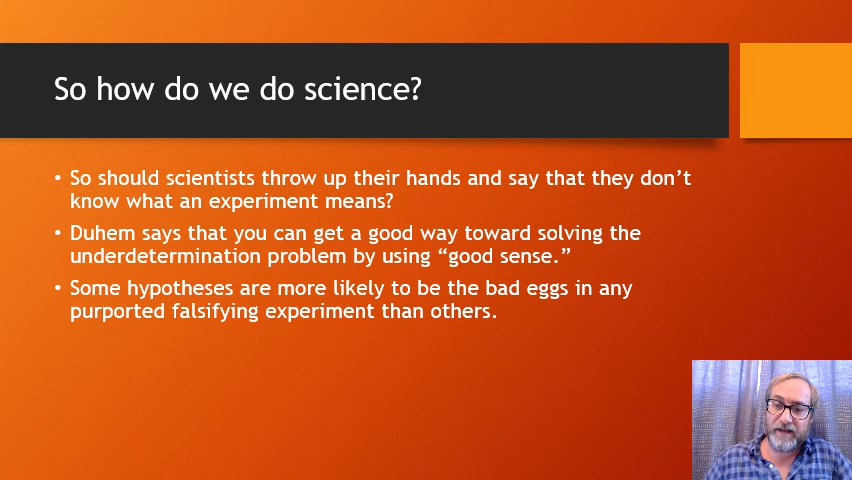 So how do we do science?
• So should scientists throw up their hands and say that they don’t
know what an experiment means?
• Duhem says that you can get a good way toward solving the
underdetermination problem by using “good sense.”
• Some hypotheses are more likely to be the bad eggs in any
purported falsifying experiment than others.